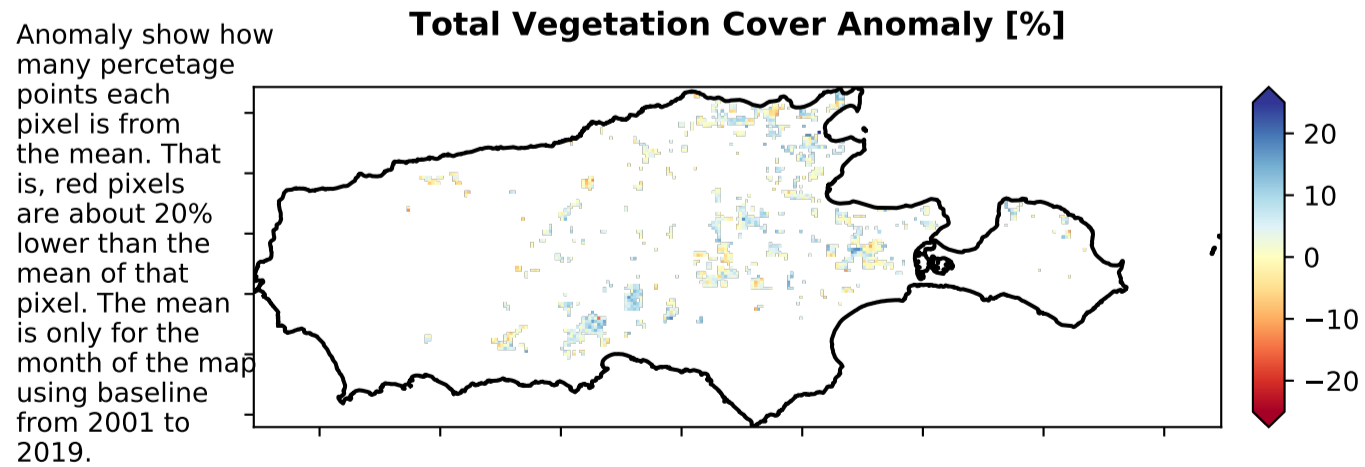 Total Vegetation Cover Anomaly [%]
Anomaly show how
many percetage
points each
pixel is from
the mean. That
is, red pixels
are about 20%
lower than the
mean of that
pixel. The mean
is only for the
month of the map
using baseline
from 2001 to
2019.
20
10
0
−10
−20